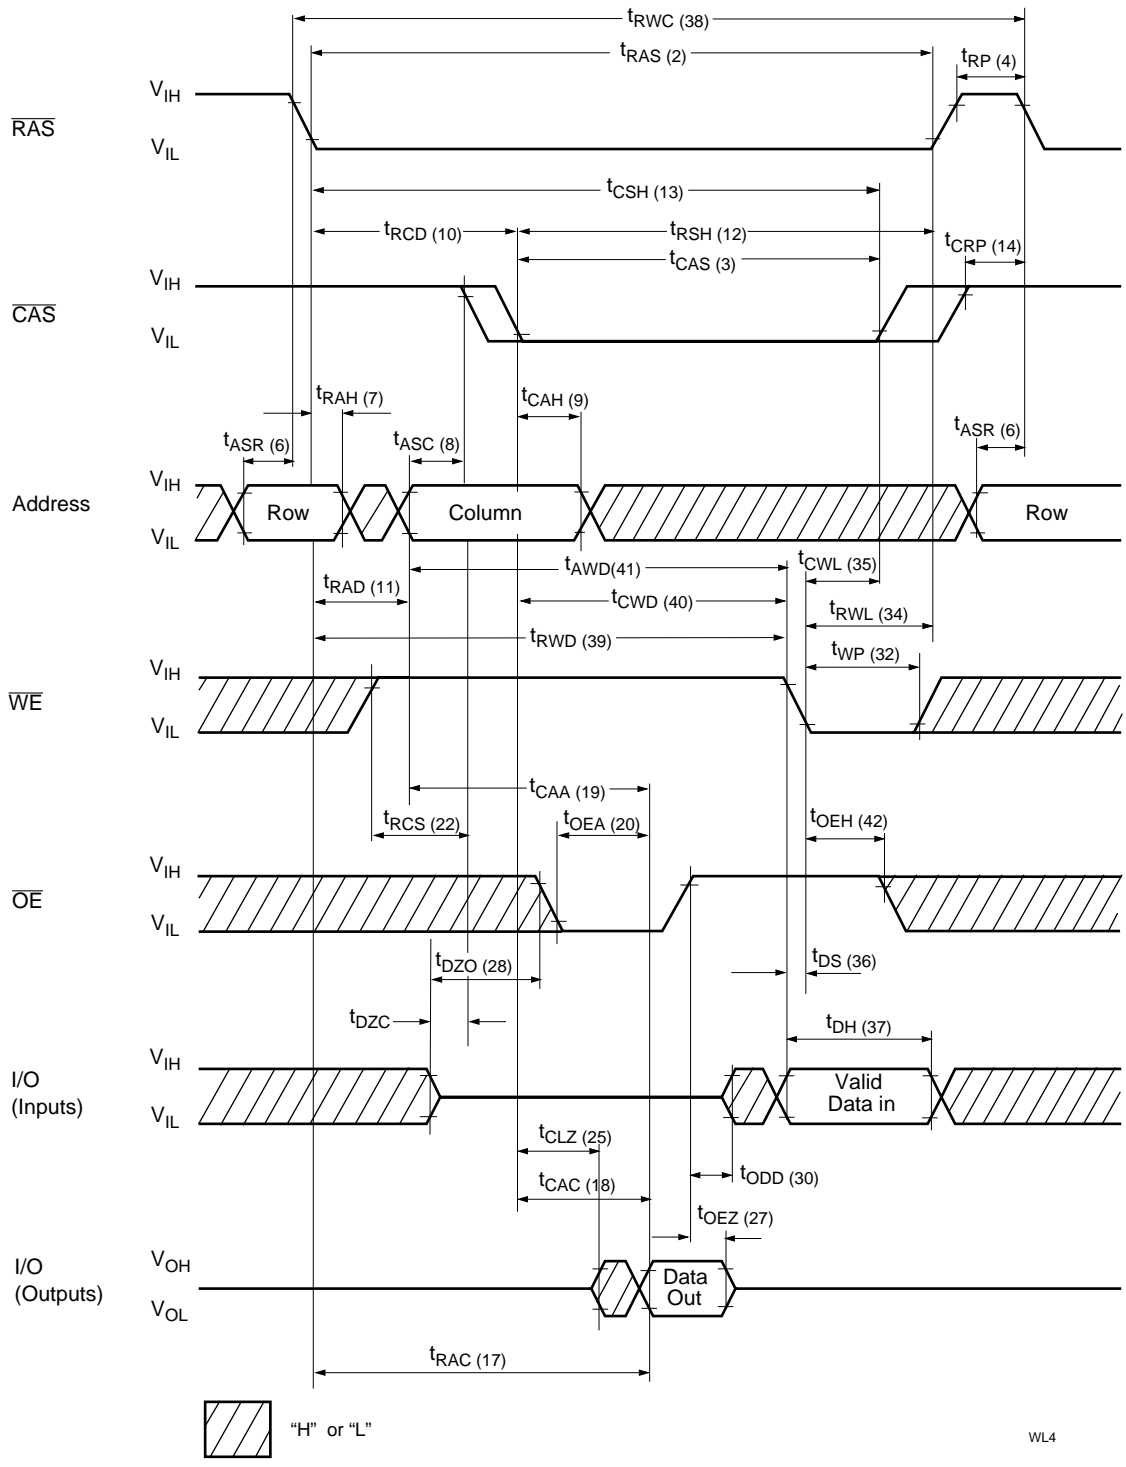 tRWC (38)
tRAS (2)
tRP (4)
RAS
VIH
VIL
tCSH (13)
tRCD (10)
tRSH (12)
tCRP (14)
tCAS (3)
CAS
VIH
VIL
tRAH (7)
tCAH (9)
tASR (6)
tASC (8)
tASR (6)
Address
VIH
VIL
Row
Column
Row
tAWD(41)
tCWL (35)
tRAD (11)
tCWD (40)
tRWL (34)
tRWD (39)
tWP (32)
WE
VIH
VIL
tCAA (19)
tRCS (22)
tOEA (20)
tOEH (42)
OE
VIH
VIL
tDZO (28)
tDS (36)
tDZC
tDH (37)
I/O
(Inputs)
VIH
VIL
Valid
Data in
tCLZ (25)
tODD (30)
tCAC (18)
tOEZ (27)
I/O
(Outputs)
VOH
VOL
Data
Out
tRAC (17)
“H” or “L”
WL4